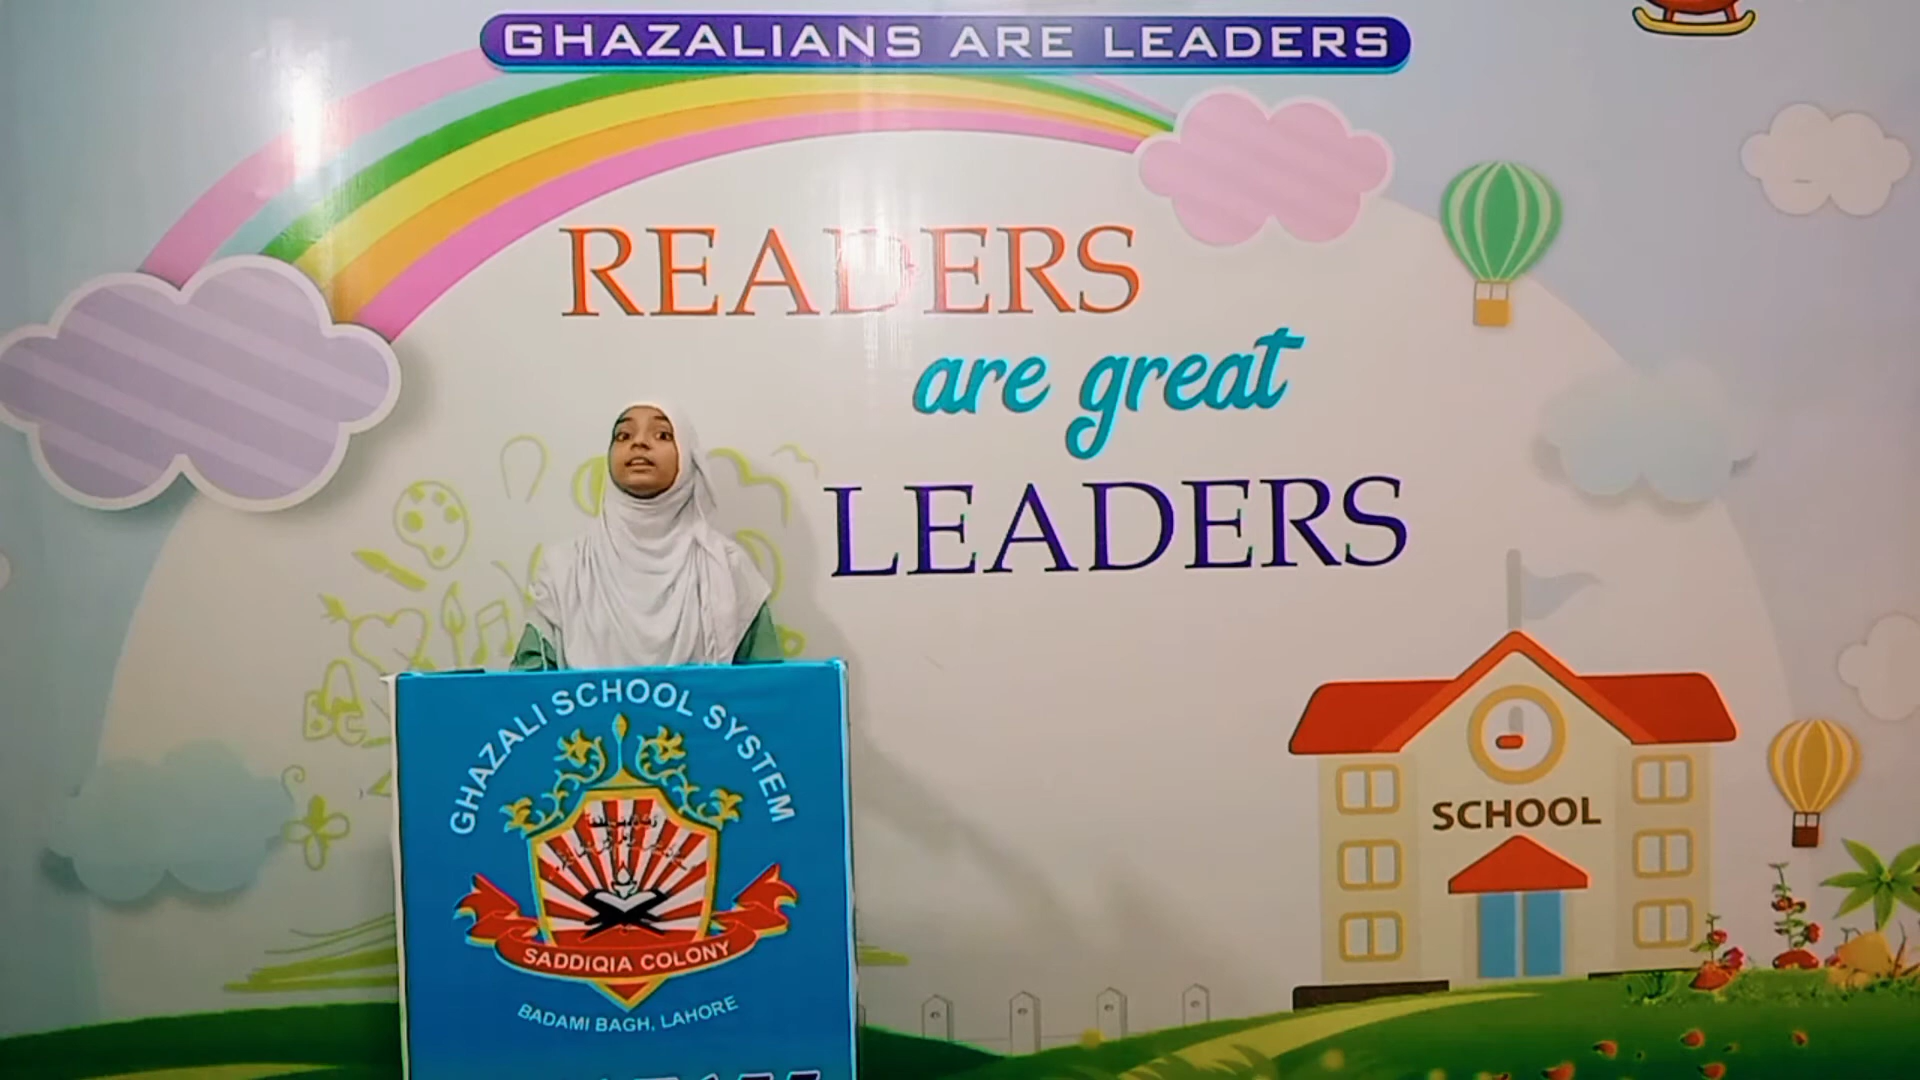 GHAZALIANS ARE LEADERS
READERS
are great
LEADERS
SCHOOL
GHAZALI SCHOOL SYSTEM
SADDIQIA COLONY
BADAMI BAGH, LAHORE